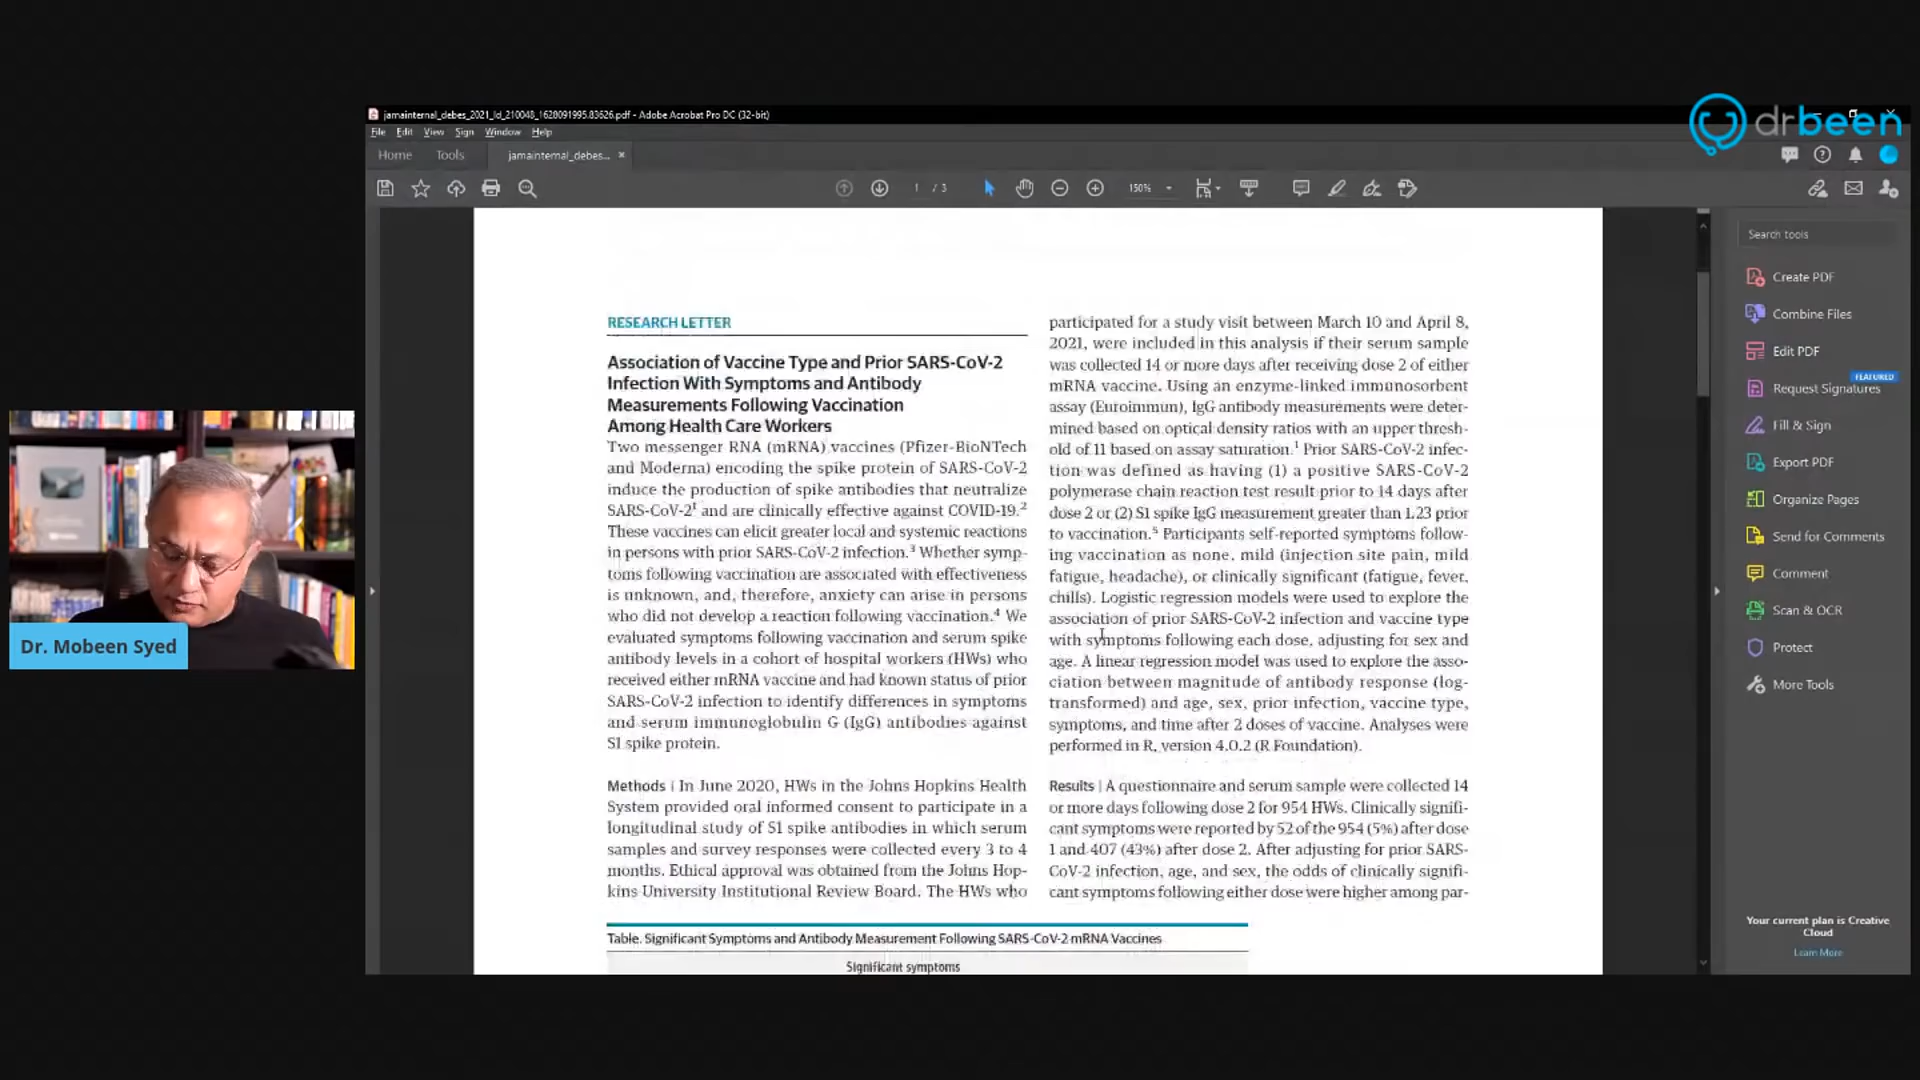 jamainternal_debes_2021_ld_210048_1628091995.83626.pdf - Adobe Acrobat Pro DC (32-bit)
drbeen
File Edit View Sign Window Help
Home Tools jamainternal_debes... ×
1 / 3 150%
Search tools
Create PDF
Combine Files
Edit PDF
FEATURED
Request Signatures
Fill & Sign
Export PDF
Organize Pages
Send for Comments
Comment
Scan & OCR
Protect
More Tools
Your current plan is Creative
Cloud
Learn More
Dr. Mobeen Syed
RESEARCH LETTER
Association of Vaccine Type and Prior SARS-CoV-2
Infection With Symptoms and Antibody
Measurements Following Vaccination
Among Health Care Workers
Two messenger RNA (mRNA) vaccines (Pfizer-BioNTech
and Moderna) encoding the spike protein of SARS-CoV-2
induce the production of spike antibodies that neutralize
SARS-CoV-2¹ and are clinically effective against COVID-19.²
These vaccines can elicit greater local and systemic reactions
in persons with prior SARS-CoV-2 infection.³ Whether symp-
toms following vaccination are associated with effectiveness
is unknown, and, therefore, anxiety can arise in persons
who did not develop a reaction following vaccination.⁴ We
evaluated symptoms following vaccination and serum spike
antibody levels in a cohort of hospital workers (HWs) who
received either mRNA vaccine and had known status of prior
SARS-CoV-2 infection to identify differences in symptoms
and serum immunoglobulin G (IgG) antibodies against
S1 spike protein.
Methods | In June 2020, HWs in the Johns Hopkins Health
System provided oral informed consent to participate in a
longitudinal study of S1 spike antibodies in which serum
samples and survey responses were collected every 3 to 4
months. Ethical approval was obtained from the Johns Hop-
kins University Institutional Review Board. The HWs who
participated for a study visit between March 10 and April 8,
2021, were included in this analysis if their serum sample
was collected 14 or more days after receiving dose 2 of either
mRNA vaccine. Using an enzyme-linked immunosorbent
assay (Euroimmun), IgG antibody measurements were deter-
mined based on optical density ratios with an upper thresh-
old of 11 based on assay saturation.¹ Prior SARS-CoV-2 infec-
tion was defined as having (1) a positive SARS-CoV-2
polymerase chain reaction test result prior to 14 days after
dose 2 or (2) S1 spike IgG measurement greater than 1.23 prior
to vaccination.⁵ Participants self-reported symptoms follow-
ing vaccination as none, mild (injection site pain, mild
fatigue, headache), or clinically significant (fatigue, fever,
chills). Logistic regression models were used to explore the
association of prior SARS-CoV-2 infection and vaccine type
with symptoms following each dose, adjusting for sex and
age. A linear regression model was used to explore the asso-
ciation between magnitude of antibody response (log-
transformed) and age, sex, prior infection, vaccine type,
symptoms, and time after 2 doses of vaccine. Analyses were
performed in R, version 4.0.2 (R Foundation).
Results | A questionnaire and serum sample were collected 14
or more days following dose 2 for 954 HWs. Clinically signifi-
cant symptoms were reported by 52 of the 954 (5%) after dose
1 and 407 (43%) after dose 2. After adjusting for prior SARS-
CoV-2 infection, age, and sex, the odds of clinically signifi-
cant symptoms following either dose were higher among par-
Table. Significant Symptoms and Antibody Measurement Following SARS-CoV-2 mRNA Vaccines
Significant symptoms